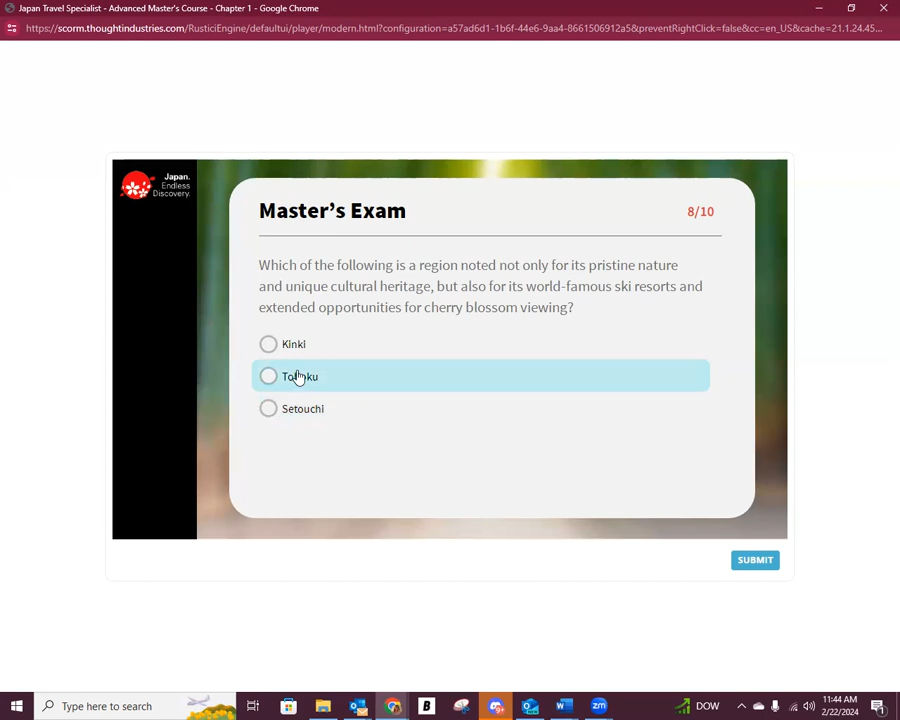 Japan Travel Specialist - Advanced Master's Course - Chapter 1 - Google Chrome
https://scorm.thoughtindustries.com/RusticiEngine/defaultui/player/modern.html?configuration=a57ad6d1-1b6f-44e6-9aa4-8661506912a5&preventRightClick=false&cc=en_US&cache=21.1.24.45...
Japan.
Endless
Discovery.
Master's Exam
8/10
Which of the following is a region noted not only for its pristine nature
and unique cultural heritage, but also for its world-famous ski resorts and
extended opportunities for cherry blossom viewing?
Kinki
Tohoku
Setouchi
SUBMIT
Type here to search
B
zm
DOW
11:44 AM
2/22/2024
1